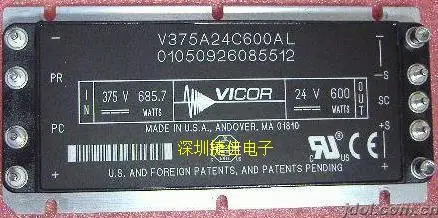 V375A24C600AL
01050926085512
PR
PC
IN
375 V 685.7
WATTS
VICOR
24 V 600
WATTS
-S
SC
+S
MADE IN U.S.A., ANDOVER, MA 01810
深圳捷佳电子
U.S. AND FOREIGN PATENTS, AND PATENTS PENDING